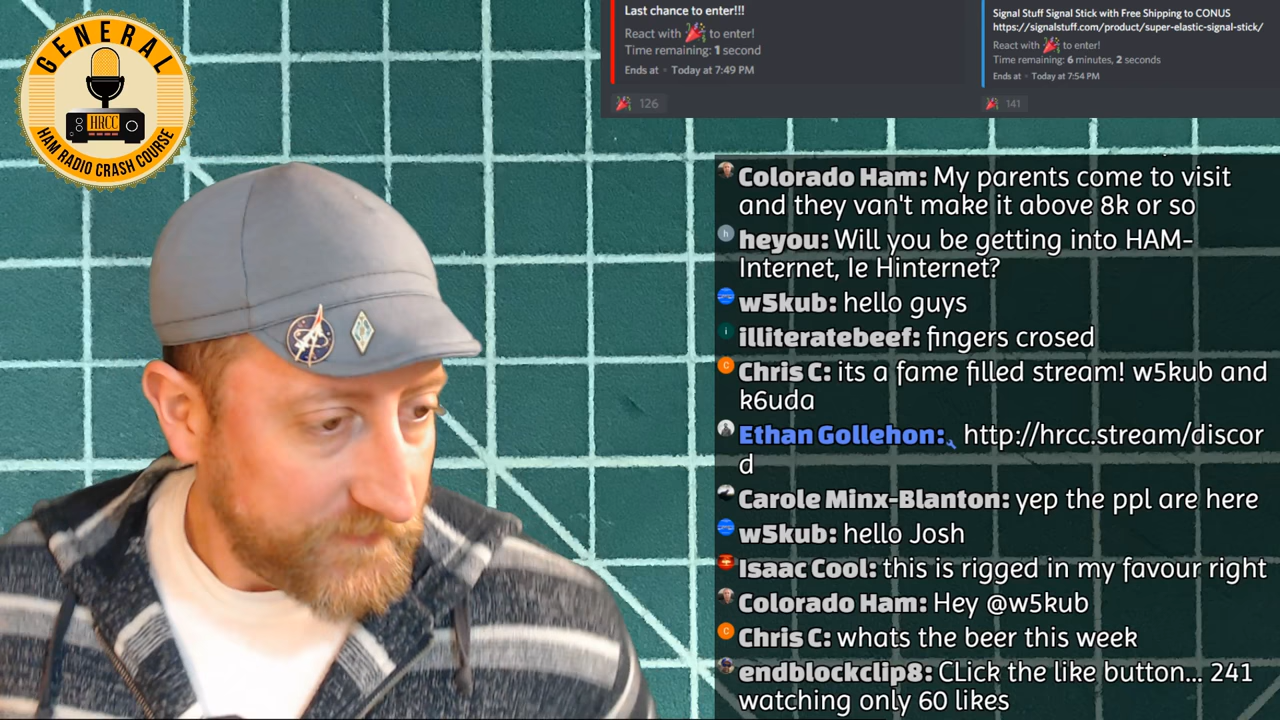 GENERAL
HRCC
HAM RADIO CRASH COURSE
Last chance to enter!!!
React with 🎉 to enter!
Time remaining: 1 second
Ends at • Today at 7:49 PM
🎉 126
Signal Stuff Signal Stick with Free Shipping to CONUS
https://signalstuff.com/product/super-elastic-signal-stick/
React with 🎉 to enter!
Time remaining: 6 minutes, 2 seconds
Ends at • Today at 7:54 PM
🎉 141
Colorado Ham: My parents come to visit
and they van't make it above 8k or so
h heyou: Will you be getting into HAM-
Internet, Ie Hinternet?
w5kub: hello guys
i illiteratebeef: fingers crosed
C Chris C: its a fame filled stream! w5kub and
k6uda
Ethan Gollehon: http://hrcc.stream/discor
d
Carole Minx-Blanton: yep the ppl are here
w5kub: hello Josh
Isaac Cool: this is rigged in my favour right
Colorado Ham: Hey @w5kub
C Chris C: whats the beer this week
endblockclip8: CLick the like button... 241
watching only 60 likes